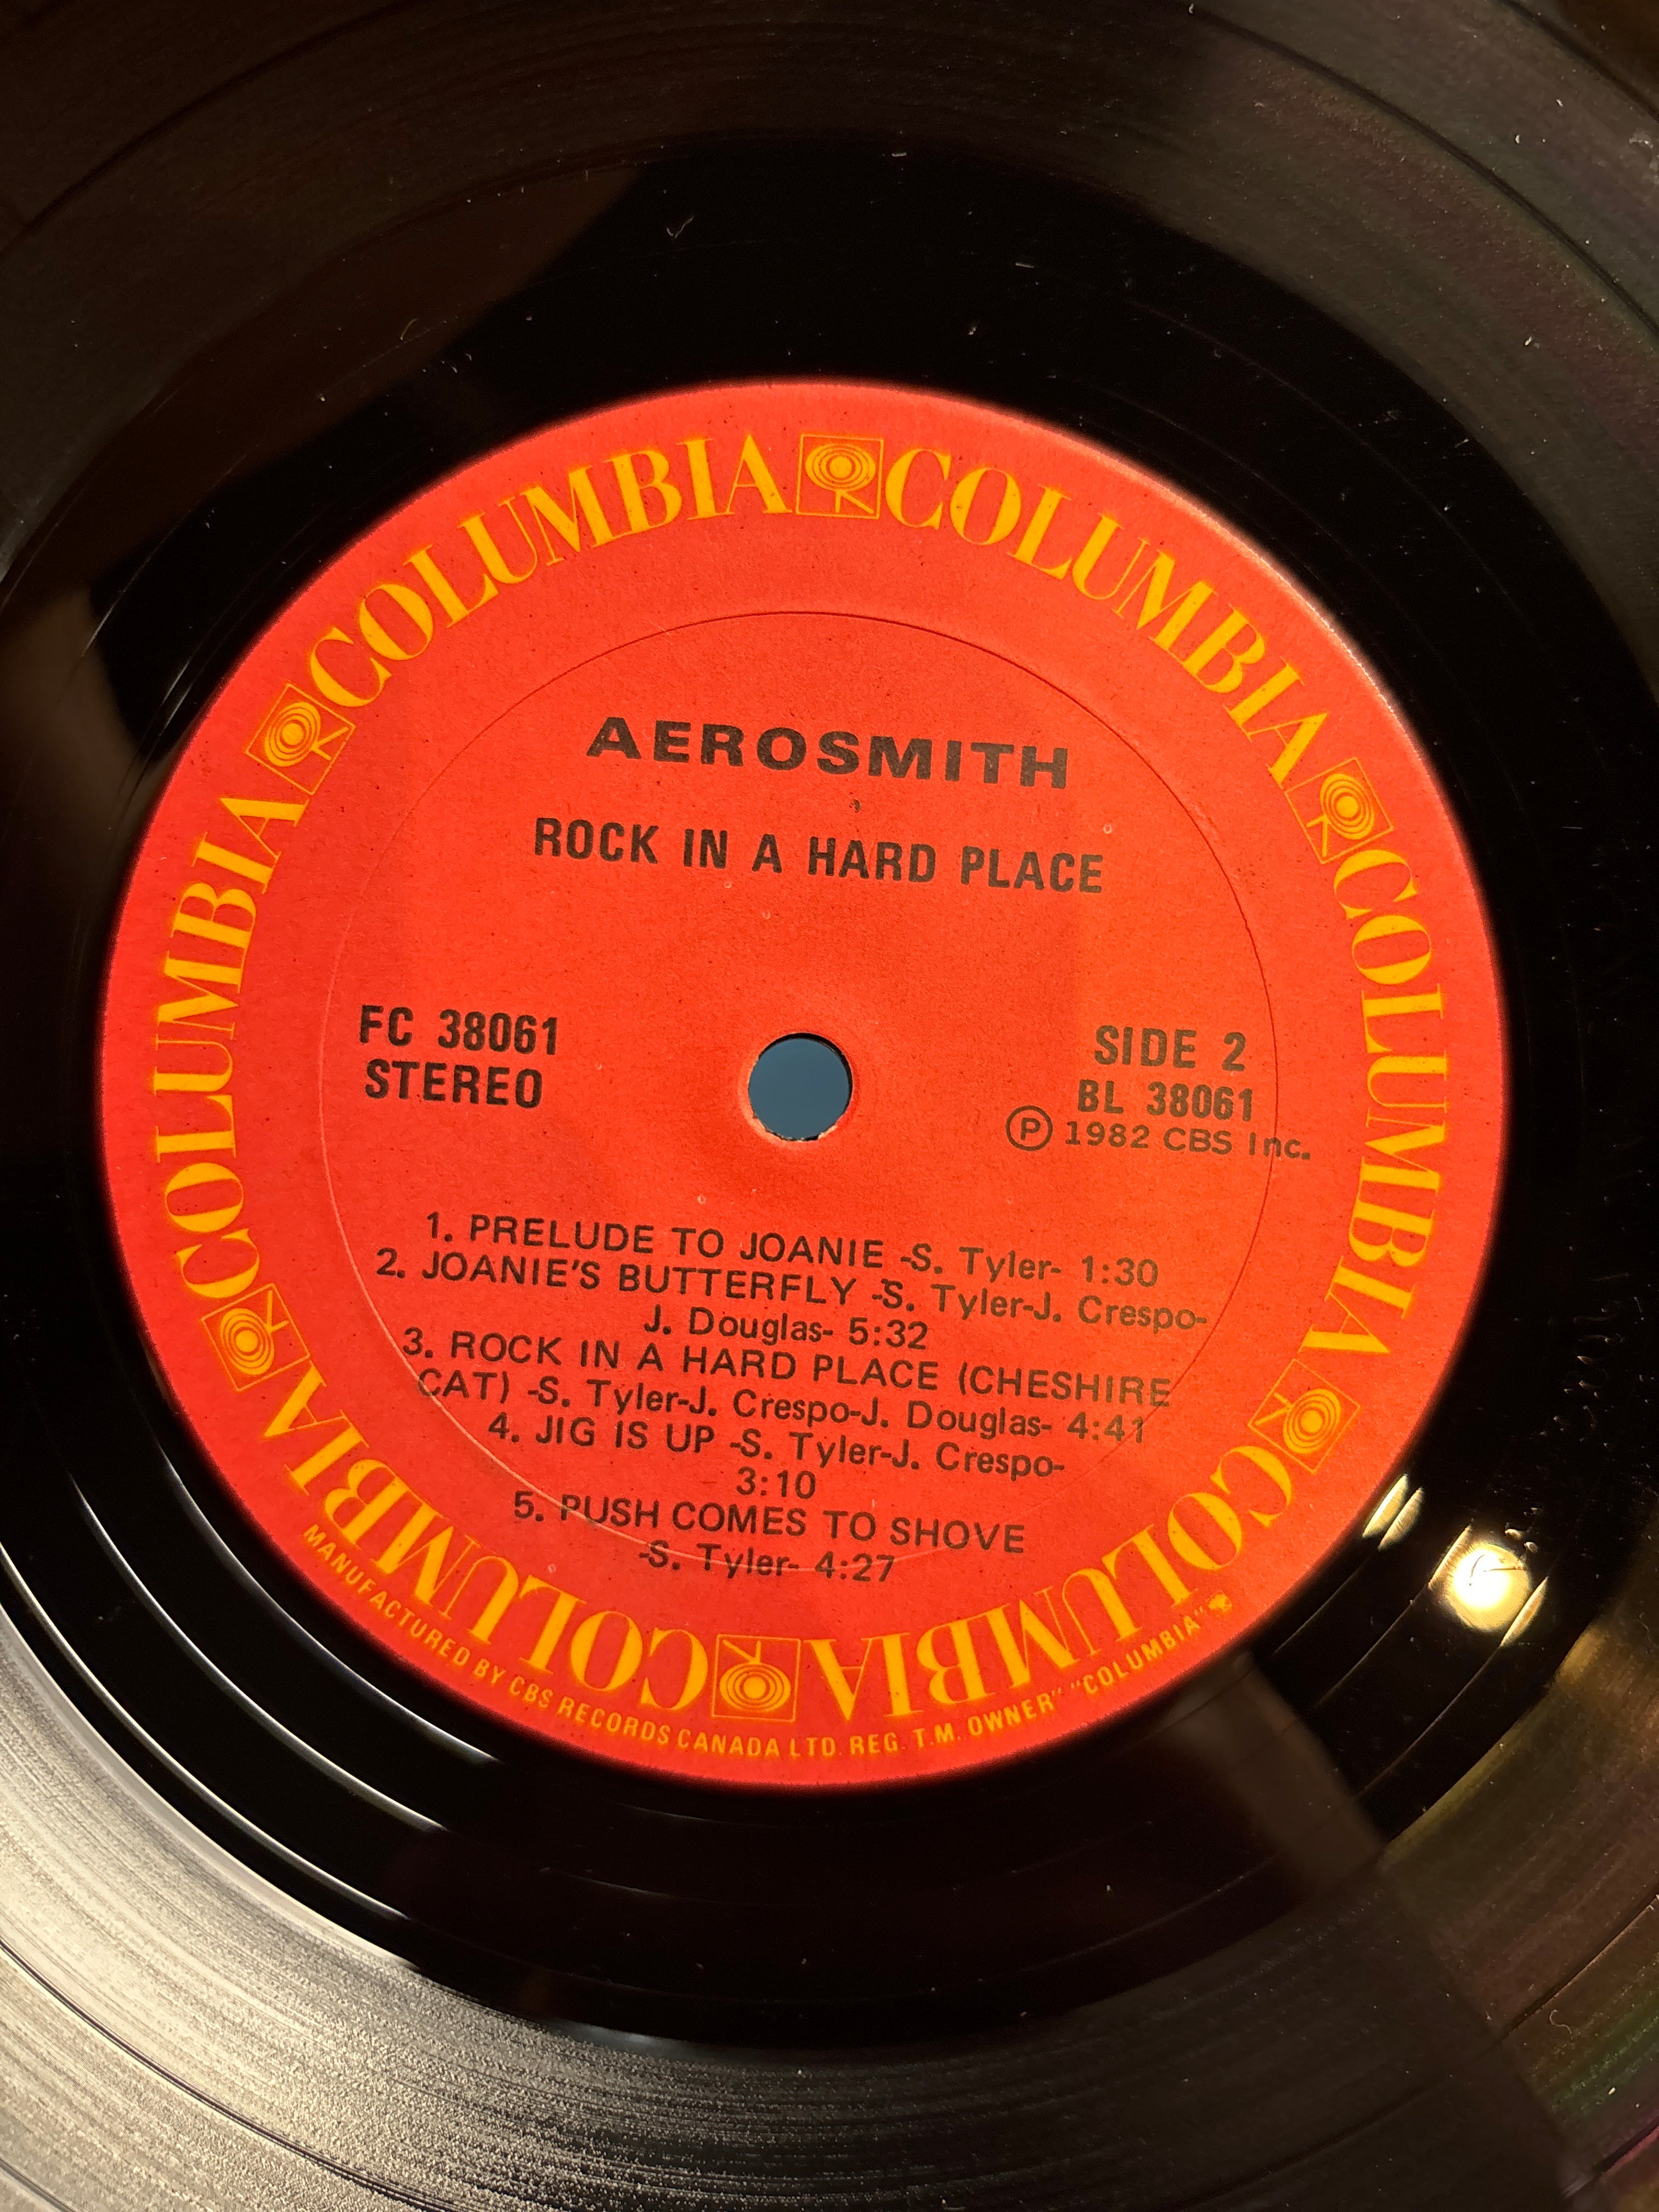 COLUMBIA COLUMBIA COLUMBIA COLUMBIA COLUMBIA COLUMBIA
AEROSMITH
ROCK IN A HARD PLACE
FC 38061
STEREO
SIDE 2
BL 38061
Ⓟ 1982 CBS Inc.
1. PRELUDE TO JOANIE -S. Tyler- 1:30
2. JOANIE'S BUTTERFLY -S. Tyler-J. Crespo-
J. Douglas- 5:32
3. ROCK IN A HARD PLACE (CHESHIRE
CAT) -S. Tyler-J. Crespo-J. Douglas- 4:41
4. JIG IS UP -S. Tyler-J. Crespo-
3:10
5. PUSH COMES TO SHOVE
-S. Tyler- 4:27
MANUFACTURED BY CBS RECORDS CANADA LTD. REG. T.M. OWNER" "COLUMBIA"